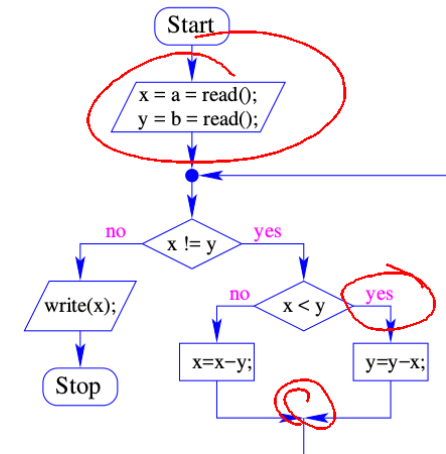 Start
x = a = read();
y = b = read();
no
x != y
yes
write(x);
no
x < y
yes
Stop
x=x−y;
y=y−x;